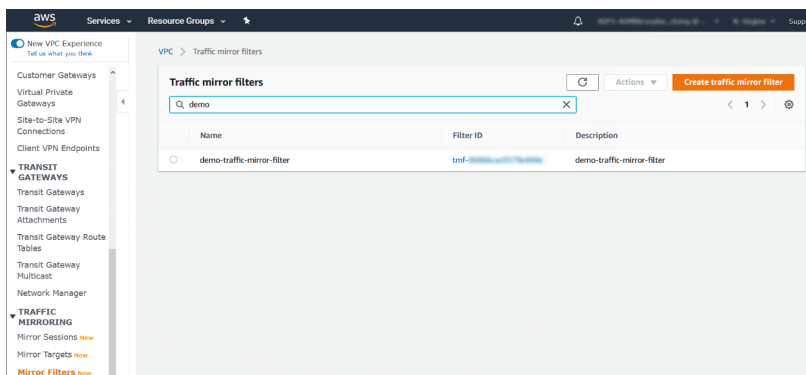 aws Services Resource Groups Supp
New VPC Experience
Tell us what you think
Customer Gateways
Virtual Private
Gateways
Site-to-Site VPN
Connections
Client VPN Endpoints
TRANSIT
GATEWAYS
Transit Gateways
Transit Gateway
Attachments
Transit Gateway Route
Tables
Transit Gateway
Multicast
Network Manager
TRAFFIC
MIRRORING
Mirror Sessions New
Mirror Targets New
Mirror Filters New
VPC > Traffic mirror filters
Traffic mirror filters Actions Create traffic mirror filter
demo 1
Name Filter ID Description
demo-traffic-mirror-filter tmf- demo-traffic-mirror-filter